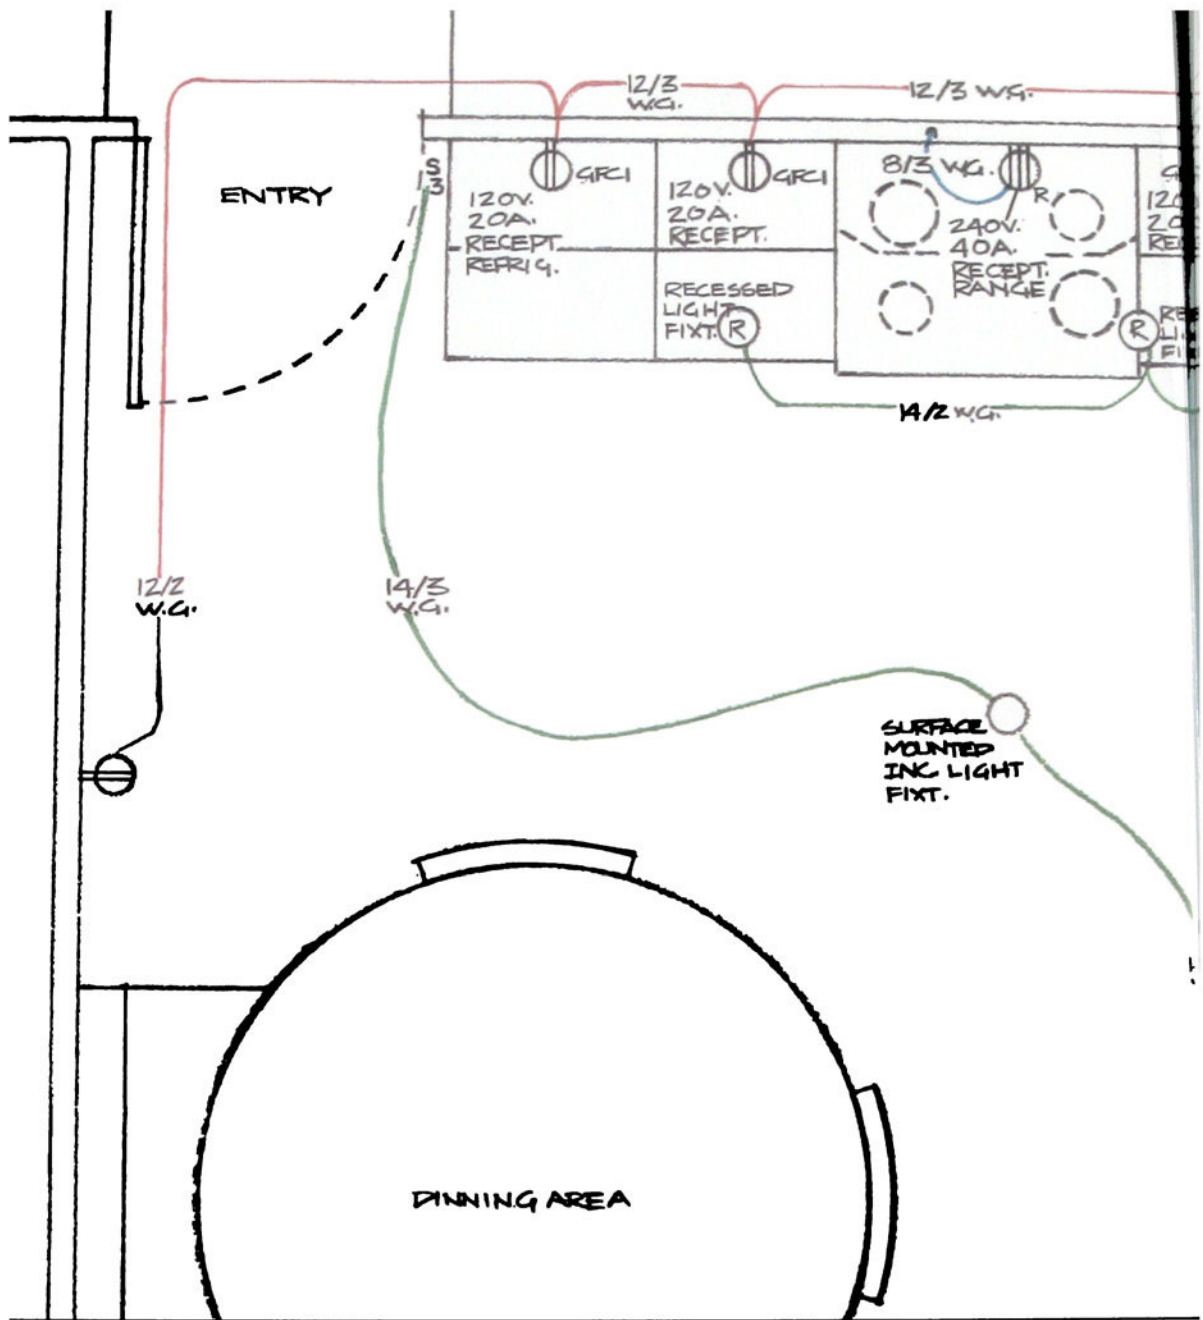 12/3
W.G.
12/3 W.G.
ENTRY
S
3
GFCI
120V.
20A.
RECEPT.
REFRIG.
GFCI
120V.
20A.
RECEPT.
8/3 W.G.
R
240V.
40A.
RECEPT.
RANGE
RECESSED
LIGHT
FIXT.
R
R
14/2 W.G.
12/2
W.G.
14/3
W.G.
SURFACE
MOUNTED
INC. LIGHT
FIXT.
DINNING AREA